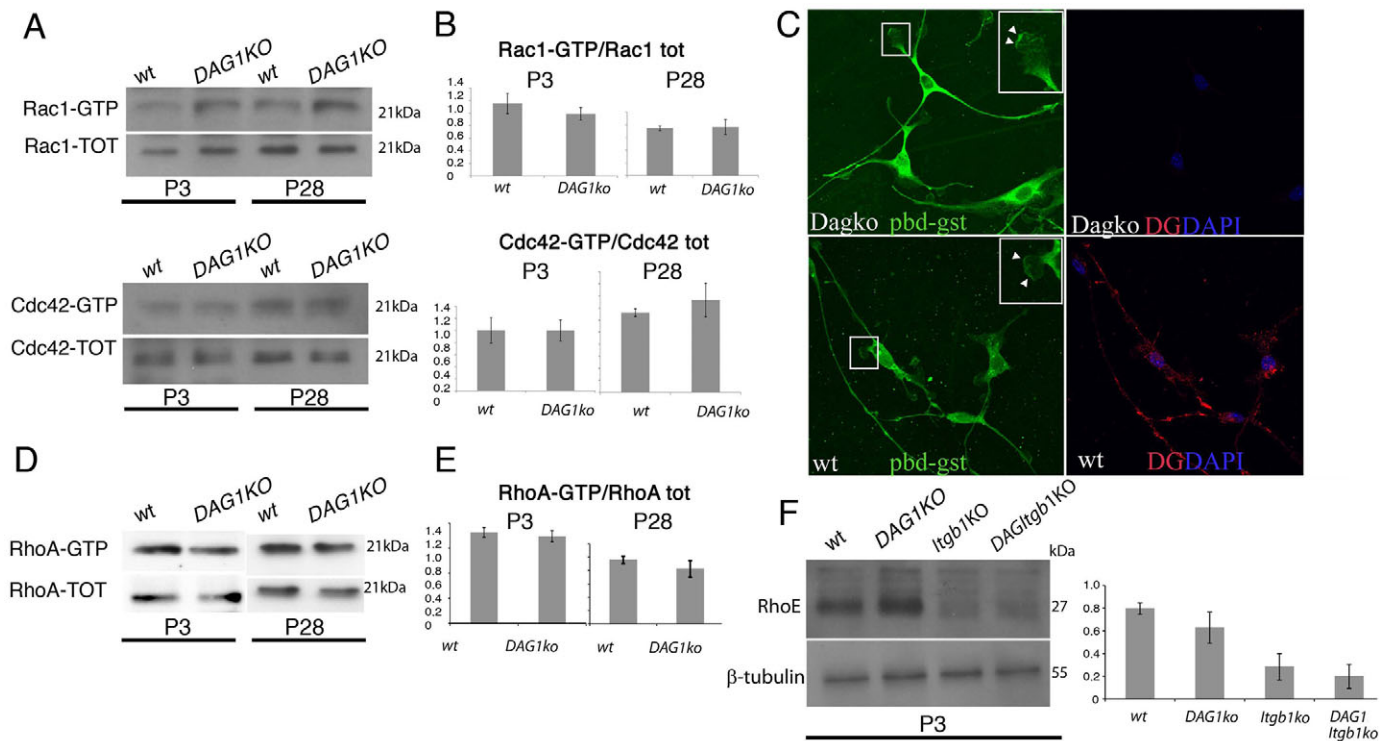 A
wt DAG1KO wt DAG1KO
Rac1-GTP 21kDa
Rac1-TOT 21kDa
P3 P28
wt DAG1KO wt DAG1KO
Cdc42-GTP 21kDa
Cdc42-TOT 21kDa
P3 P28
B
Rac1-GTP/Rac1 tot
P3 P28
1.4
1.2
1.0
0.8
0.6
0.4
0.2
0
wt DAG1ko wt DAG1ko
Cdc42-GTP/Cdc42 tot
P3 P28
1.4
1.2
1.0
0.8
0.6
0.4
0.2
0
wt DAG1ko wt DAG1ko
C
Dagko pbd-gst Dagko DGDAPI
wt pbd-gst wt DGDAPI
D
wt DAG1KO wt DAG1KO
RhoA-GTP 21kDa
RhoA-TOT 21kDa
P3 P28
E
RhoA-GTP/RhoA tot
P3 P28
1.4
1.2
1.0
0.8
0.6
0.4
0.2
0
wt DAG1ko wt DAG1ko
F
wt DAG1KO Itgb1KO DAGItgb1KO
kDa
RhoE 27
β-tubulin 55
P3
1.0
0.8
0.6
0.4
0.2
0
wt DAG1ko Itgb1ko DAG1
Itgb1ko